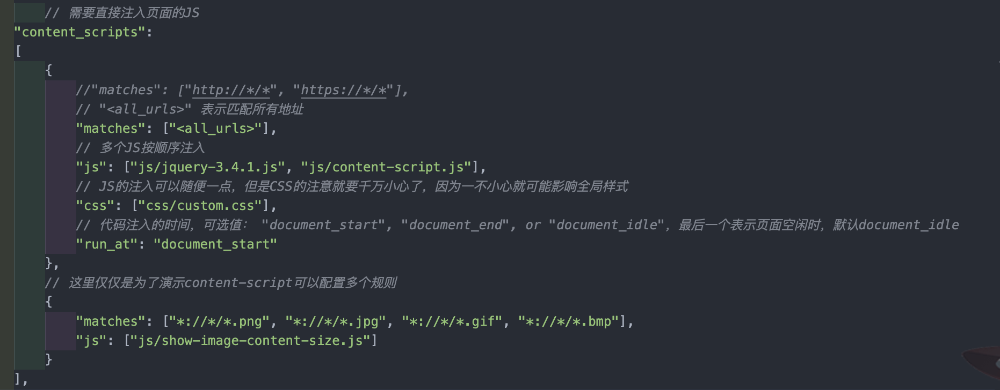 // 需要直接注入页面的JS
"content_scripts":
[
{
//"matches": ["http://*/*", "https://*/*"],
// "<all_urls>" 表示匹配所有地址
"matches": ["<all_urls>"],
// 多个JS按顺序注入
"js": ["js/jquery-3.4.1.js", "js/content-script.js"],
// JS的注入可以随便一点，但是CSS的注意就要千万小心了，因为一不小心就可能影响全局样式
"css": ["css/custom.css"],
// 代码注入的时间，可选值： "document_start", "document_end", or "document_idle"，最后一个表示页面空闲时，默认document_idle
"run_at": "document_start"
},
// 这里仅仅是为了演示content-script可以配置多个规则
{
"matches": ["*://*/*.png", "*://*/*.jpg", "*://*/*.gif", "*://*/*.bmp"],
"js": ["js/show-image-content-size.js"]
}
],